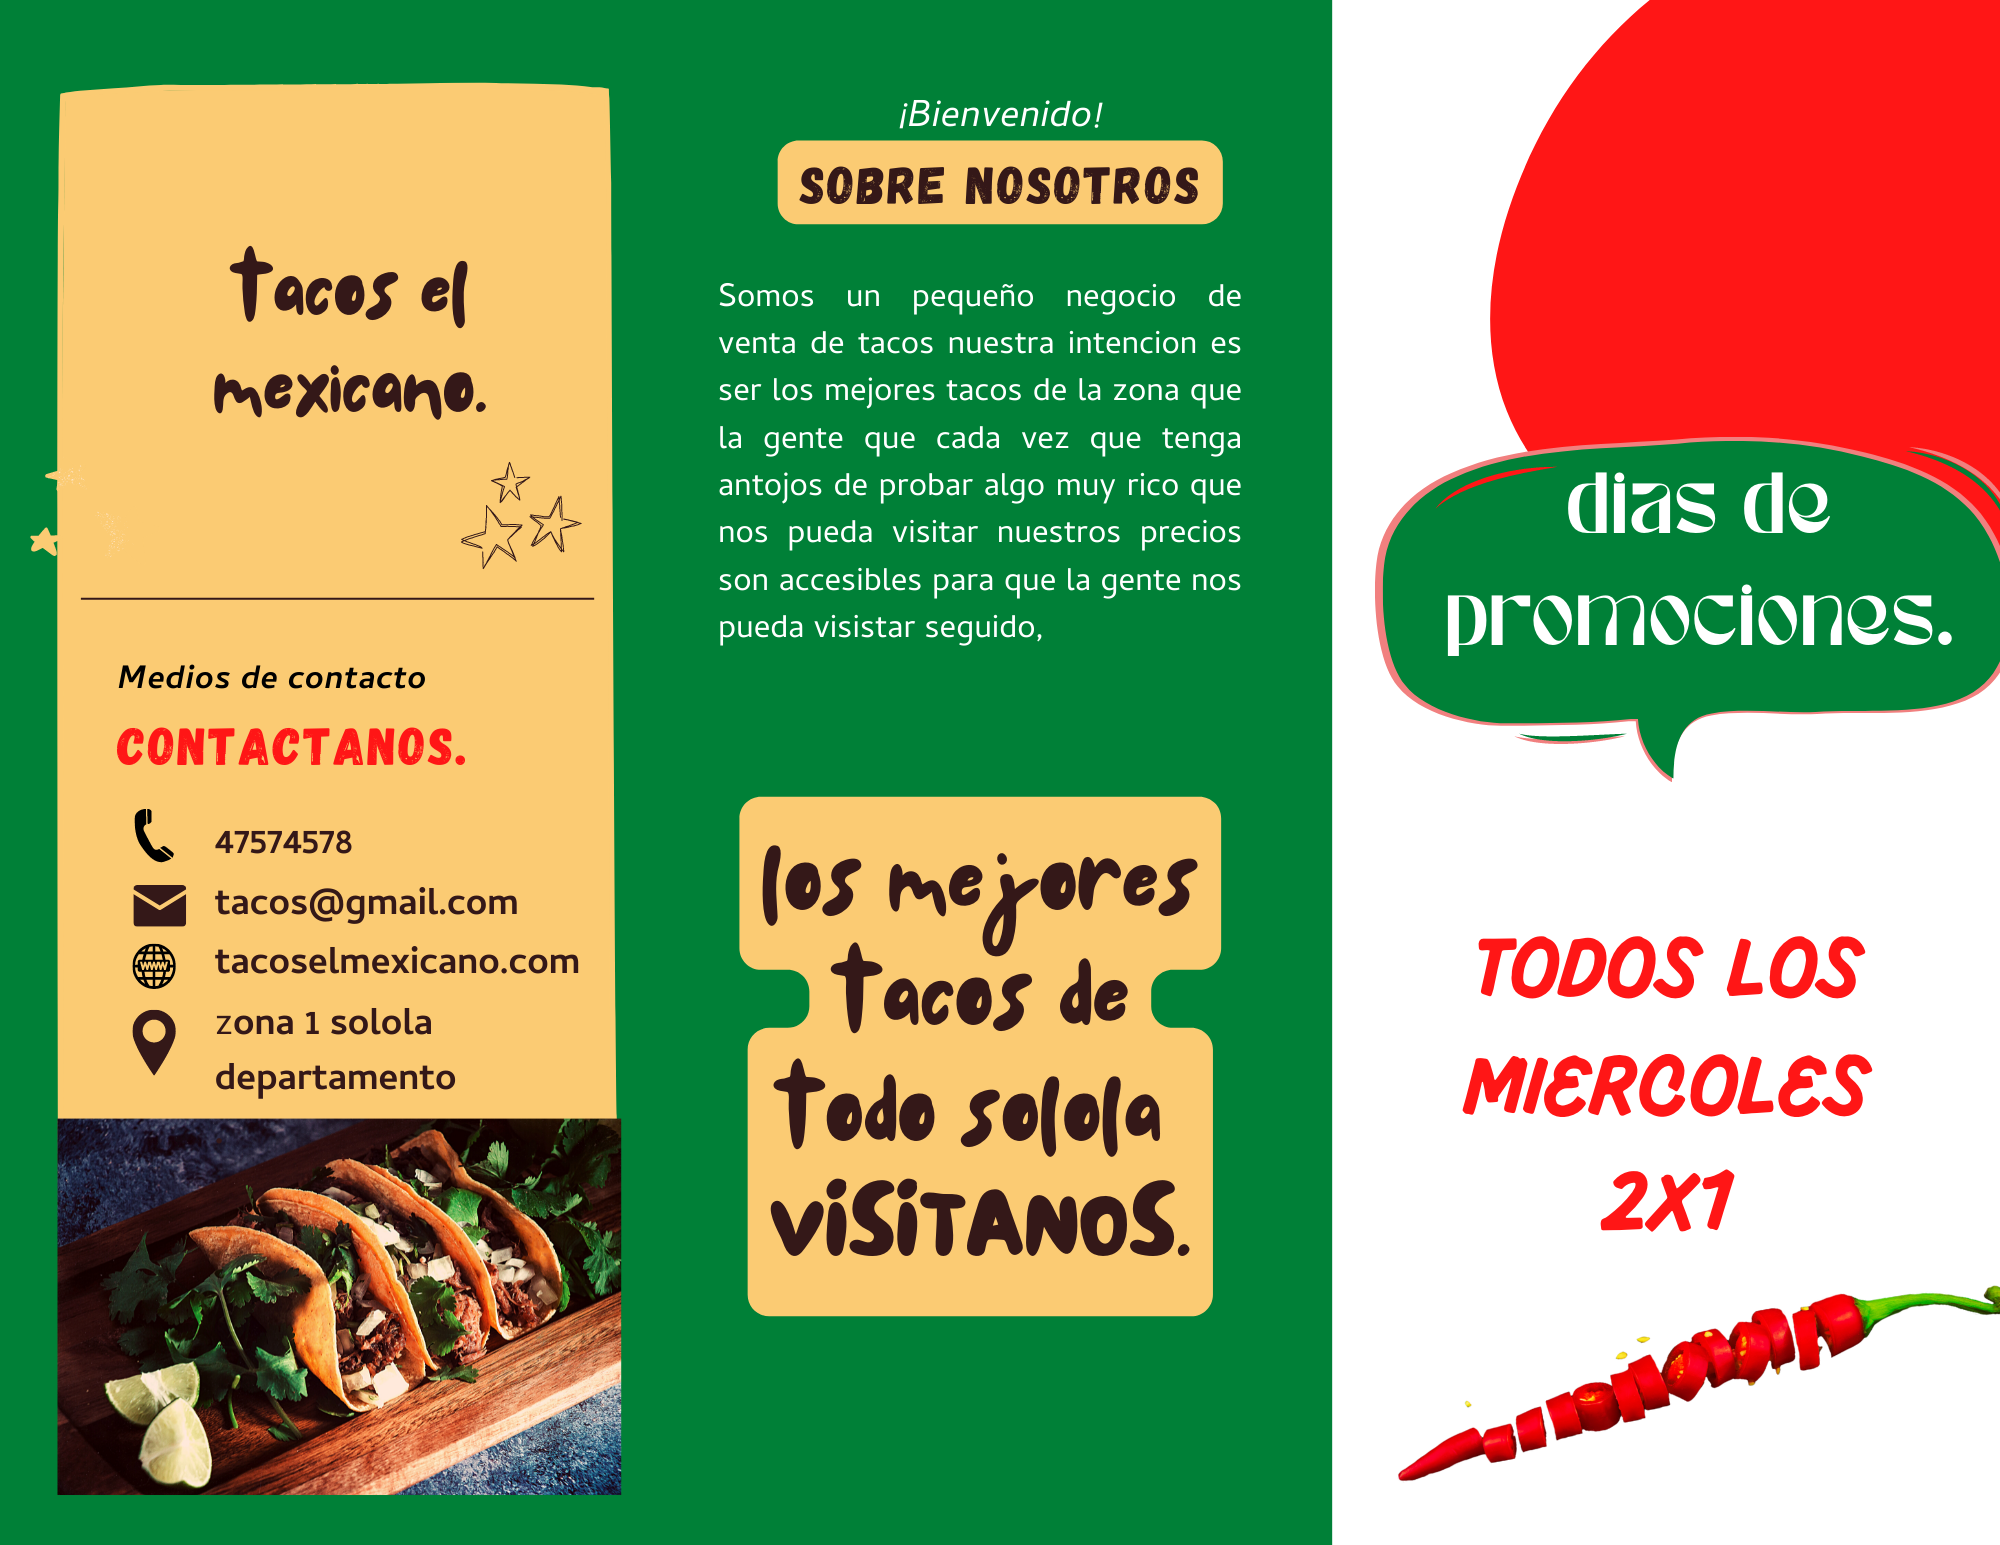 Tacos el
mexicano.
Medios de contacto
CONTACTANOS.
47574578
tacos@gmail.com
www
tacoselmexicano.com
zona 1 solola
departamento
¡Bienvenido!
SOBRE NOSOTROS
Somos un pequeño negocio de
venta de tacos nuestra intencion es
ser los mejores tacos de la zona que
la gente que cada vez que tenga
antojos de probar algo muy rico que
nos pueda visitar nuestros precios
son accesibles para que la gente nos
pueda visistar seguido,
los mejores
Tacos de
Todo solola
VISITANOS.
dias de
promociones.
TODOS LOS
MIERCOLES
2X1